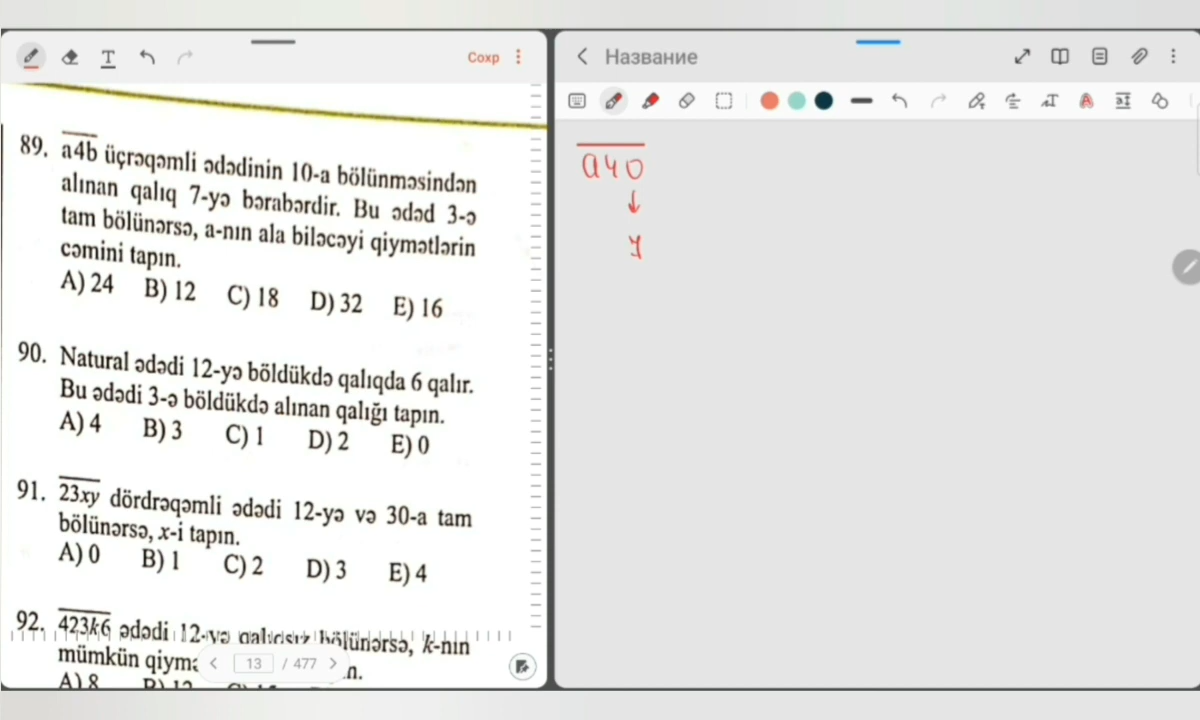 Сохр
89. a4b üçrəqəmli ədədinin 10-a bölünməsindən
alınan qalıq 7-yə bərabərdir. Bu ədəd 3-ə
tam bölünərsə, a-nın ala biləcəyi qiymətlərin
cəmini tapın.
A) 24 B) 12 C) 18 D) 32 E) 16
90. Natural ədədi 12-yə böldükdə qalıqda 6 qalır.
Bu ədədi 3-ə böldükdə alınan qalığı tapın.
A) 4 B) 3 C) 1 D) 2 E) 0
91. 23xy dördrəqəmli ədədi 12-yə və 30-a tam
bölünərsə, x-i tapın.
A) 0 B) 1 C) 2 D) 3 E) 4
92. 423k6 ədədi 12-yə qalıqsız bölünərsə, k-nın
mümkün
13 / 477
A) 8
Название
a40
7